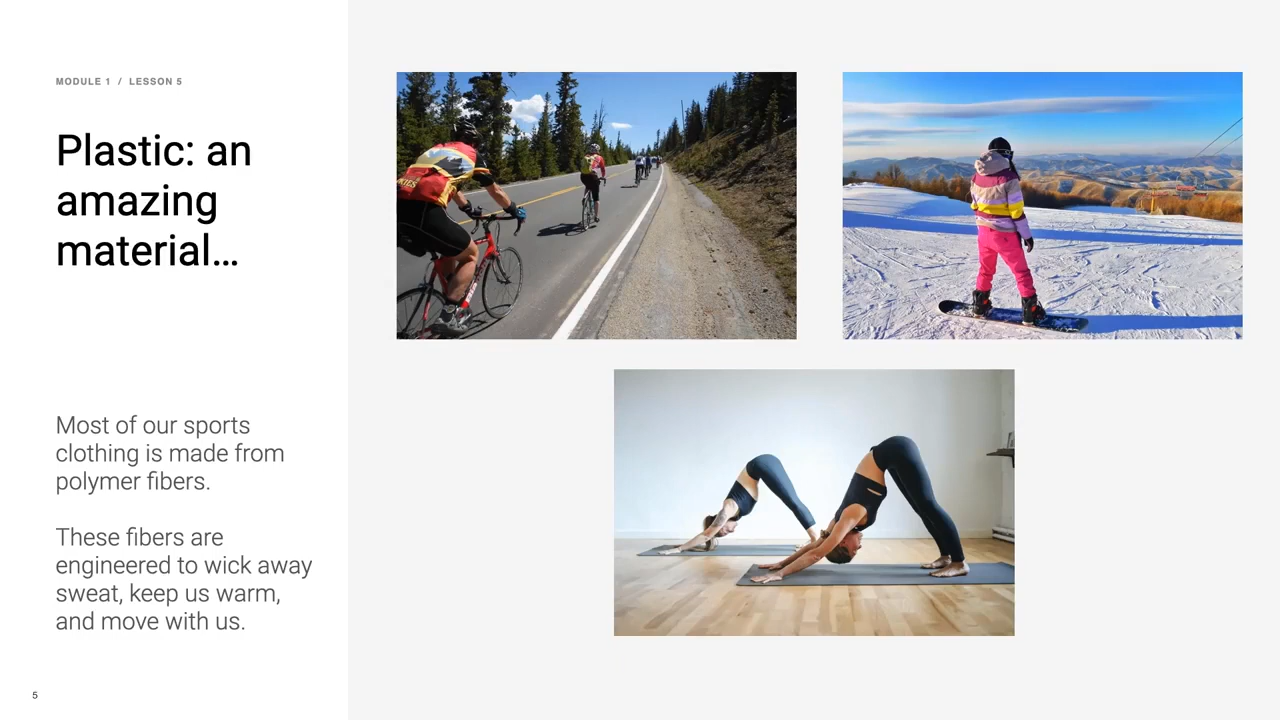 MODULE 1 / LESSON 5
Plastic: an
amazing
material…
Most of our sports
clothing is made from
polymer fibers.
These fibers are
engineered to wick away
sweat, keep us warm,
and move with us.
5